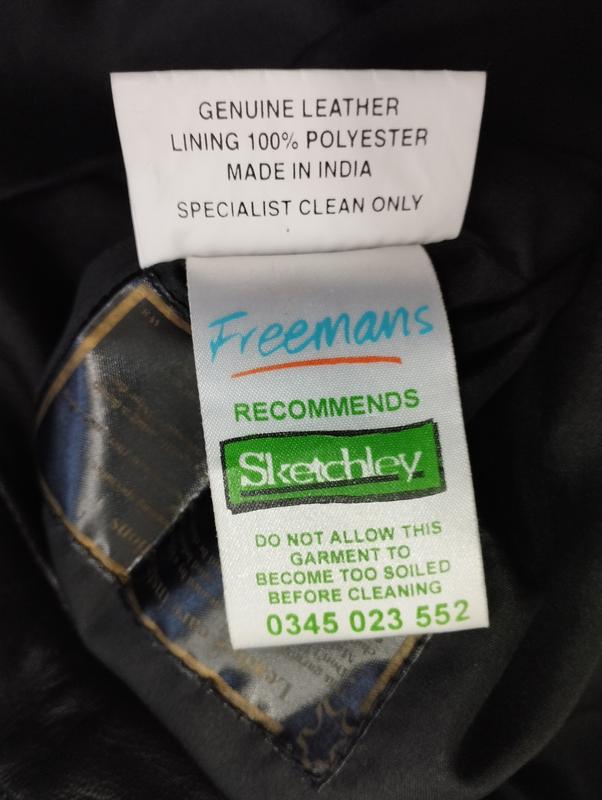 GENUINE LEATHER
LINING 100% POLYESTER
MADE IN INDIA
SPECIALIST CLEAN ONLY
Freemans
RECOMMENDS
Sketchley
DO NOT ALLOW THIS
GARMENT TO
BECOME TOO SOILED
BEFORE CLEANING
0345 023 552